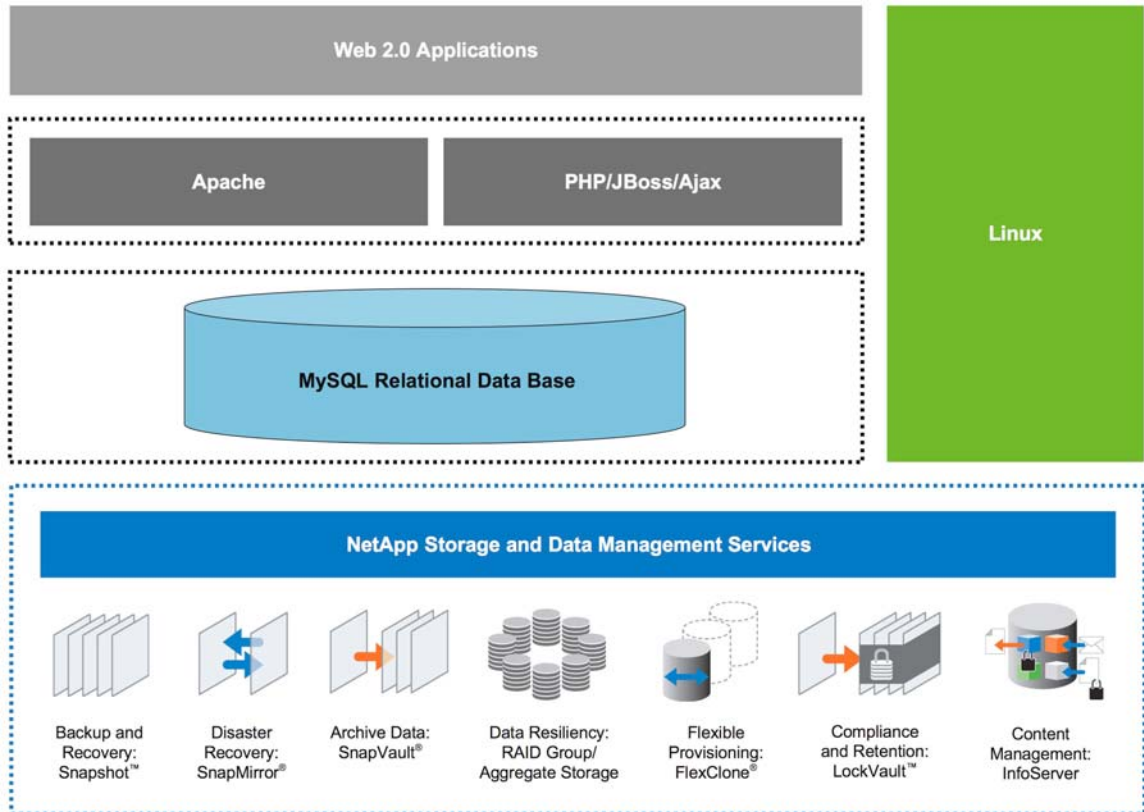 Web 2.0 Applications
Apache
PHP/JBoss/Ajax
Linux
MySQL Relational Data Base
NetApp Storage and Data Management Services
Backup and
Recovery:
Snapshot™
Disaster
Recovery:
SnapMirror®
Archive Data:
SnapVault®
Data Resiliency:
RAID Group/
Aggregate Storage
Flexible
Provisioning:
FlexClone®
Compliance
and Retention:
LockVault™
Content
Management:
InfoServer